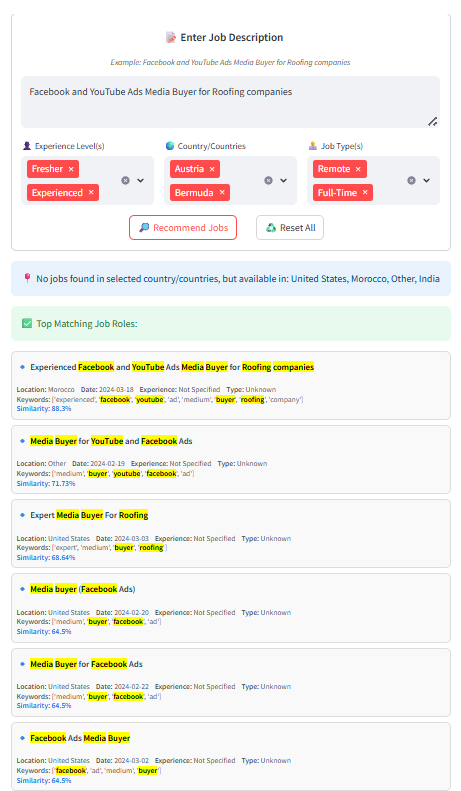 📝 Enter Job Description
Example: Facebook and YouTube Ads Media Buyer for Roofing companies
Facebook and YouTube Ads Media Buyer for Roofing companies
Experience Level(s) Country/Countries Job Type(s)
Fresher × Austria × Remote ×
Experienced × Bermuda × Full-Time ×
🔎 Recommend Jobs ♻️ Reset All
📍 No jobs found in selected country/countries, but available in: United States, Morocco, Other, India
✅ Top Matching Job Roles:
🔹 Experienced Facebook and YouTube Ads Media Buyer for Roofing companies
Location: Morocco Date: 2024-03-18 Experience: Not Specified Type: Unknown
Keywords: ['experienced', 'facebook', 'youtube', 'ad', 'medium', 'buyer', 'roofing', 'company']
Similarity: 88.3%
🔹 Media Buyer for YouTube and Facebook Ads
Location: Other Date: 2024-02-19 Experience: Not Specified Type: Unknown
Keywords: ['medium', 'buyer', 'youtube', 'facebook', 'ad']
Similarity: 71.73%
🔹 Expert Media Buyer For Roofing
Location: United States Date: 2024-03-03 Experience: Not Specified Type: Unknown
Keywords: ['expert', 'medium', 'buyer', 'roofing']
Similarity: 68.64%
🔹 Media buyer (Facebook Ads)
Location: United States Date: 2024-02-20 Experience: Not Specified Type: Unknown
Keywords: ['medium', 'buyer', 'facebook', 'ad']
Similarity: 64.5%
🔹 Media Buyer for Facebook Ads
Location: United States Date: 2024-02-22 Experience: Not Specified Type: Unknown
Keywords: ['medium', 'buyer', 'facebook', 'ad']
Similarity: 64.5%
🔹 Facebook Ads Media Buyer
Location: United States Date: 2024-03-02 Experience: Not Specified Type: Unknown
Keywords: ['facebook', 'ad', 'medium', 'buyer']
Similarity: 64.5%